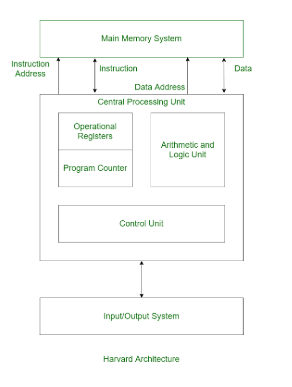 Main Memory System
Instruction
Address
Instruction
Data Address
Data
Central Processing Unit
Operational
Registers
Program Counter
Arithmetic and
Logic Unit
Control Unit
Input/Output System
Harvard Architecture